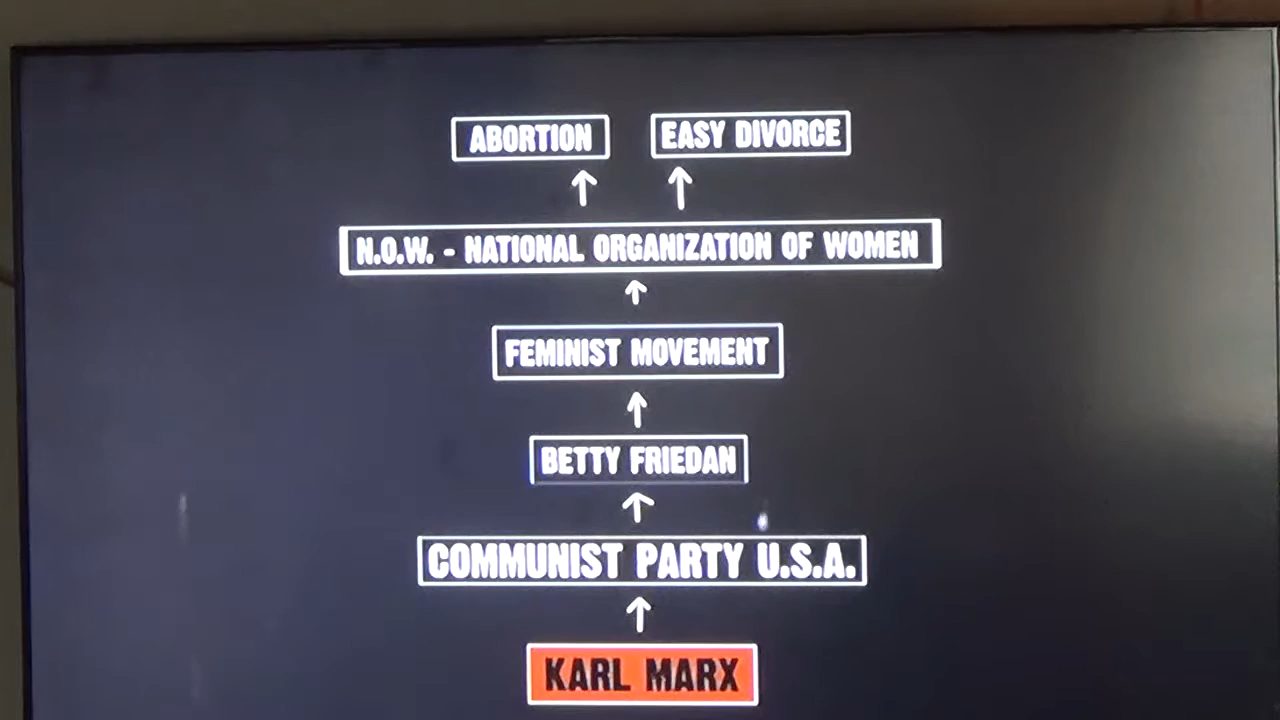 ABORTION
EASY DIVORCE
N.O.W. - NATIONAL ORGANIZATION OF WOMEN
FEMINIST MOVEMENT
BETTY FRIEDAN
COMMUNIST PARTY U.S.A.
KARL MARX